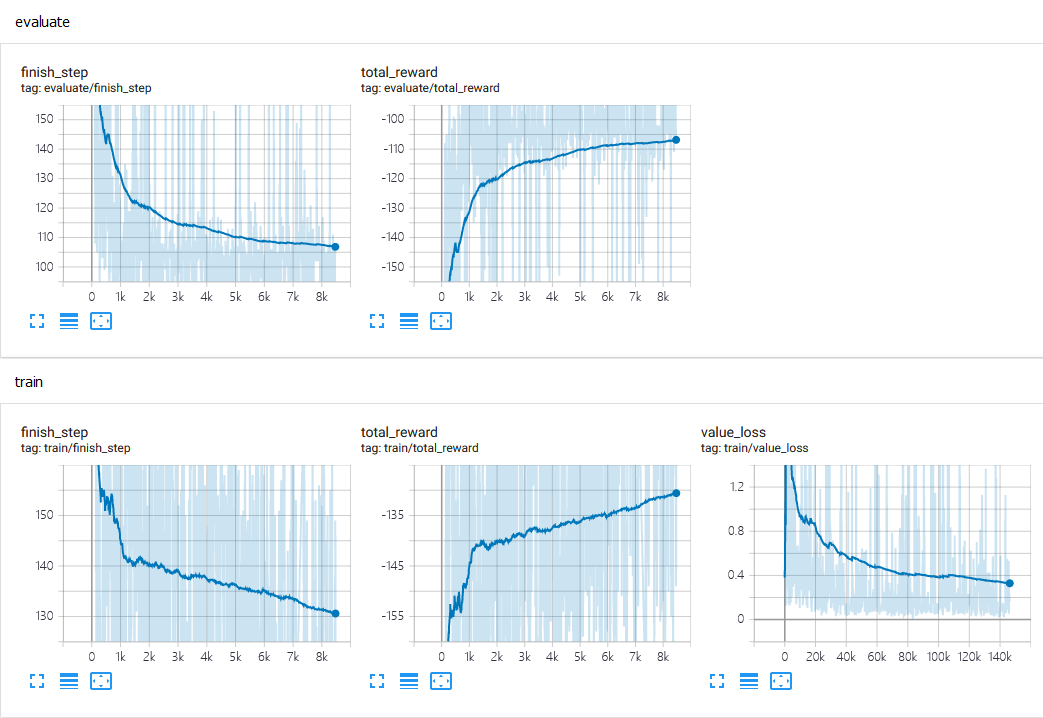 evaluate
finish_step total_reward
tag: evaluate/finish_step tag: evaluate/total_reward
150 -100
140 -110
130 -120
120 -130
110 -140
100 -150
0 1k 2k 3k 4k 5k 6k 7k 8k 0 1k 2k 3k 4k 5k 6k 7k 8k
train
finish_step total_reward value_loss
tag: train/finish_step tag: train/total_reward tag: train/value_loss
1.2
150 -135
0.8
140 -145
0.4
130 -155
0
0 1k 2k 3k 4k 5k 6k 7k 8k 0 1k 2k 3k 4k 5k 6k 7k 8k 0 20k 40k 60k 80k 100k 120k 140k